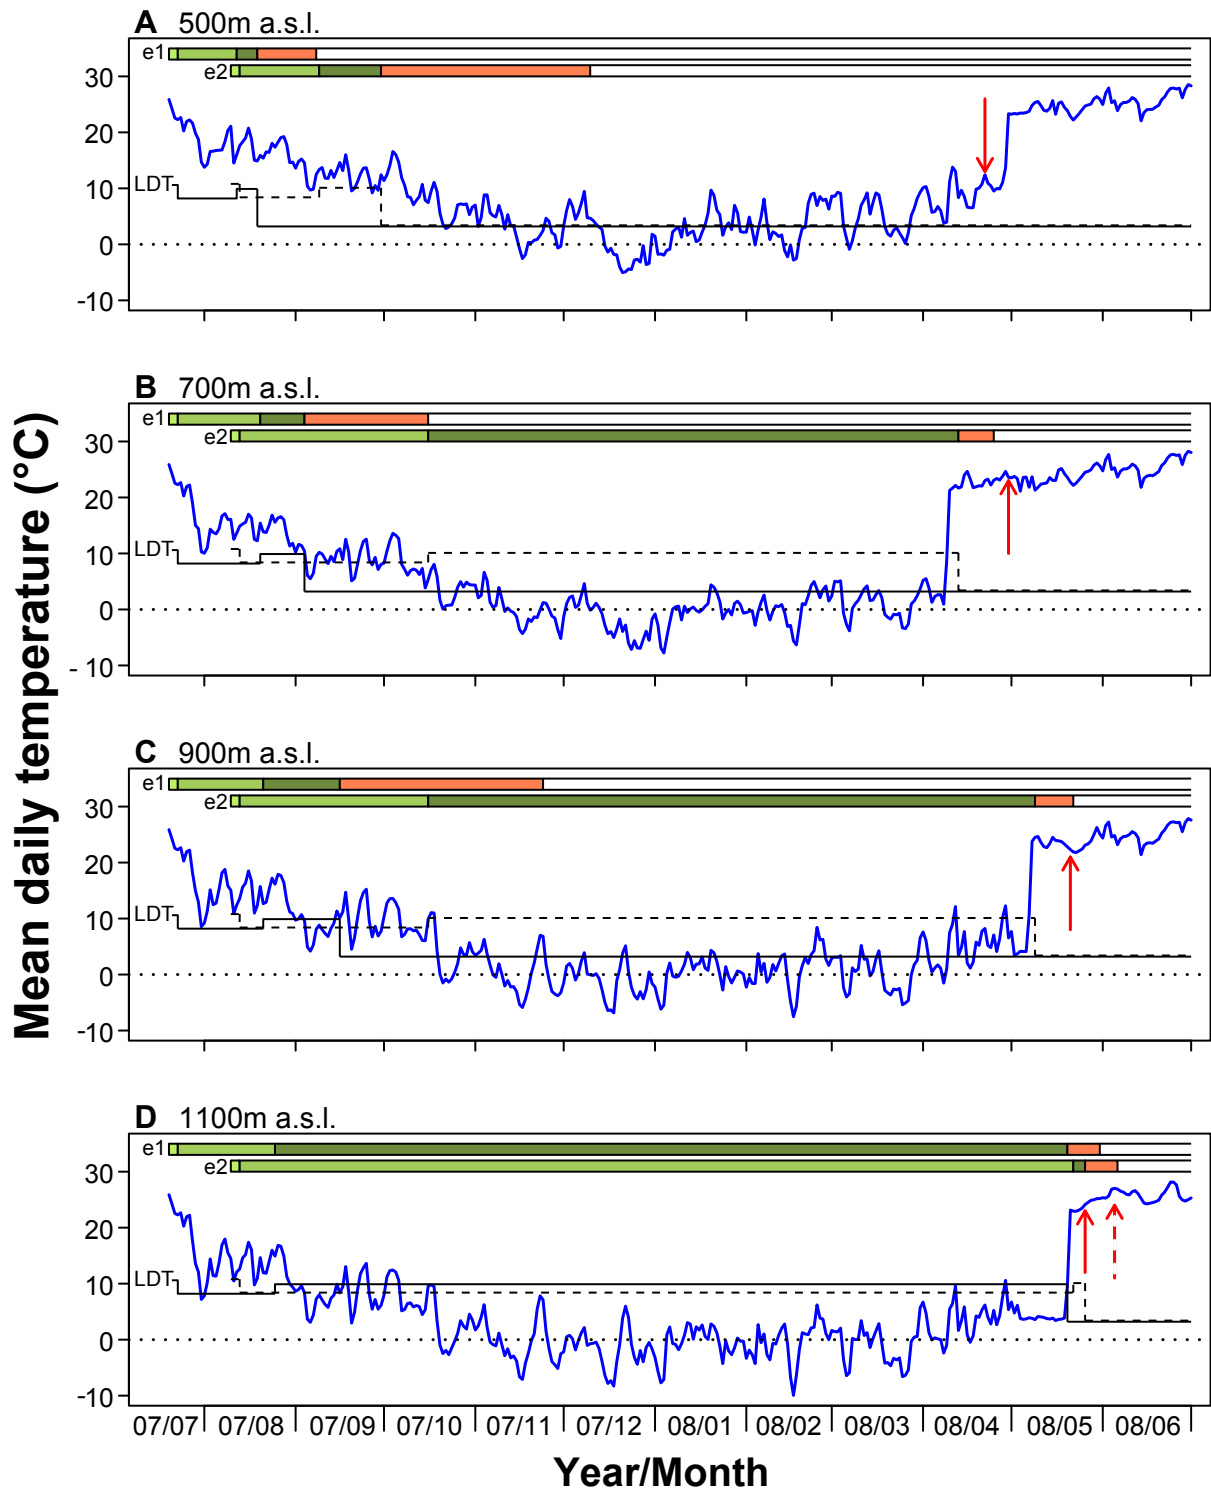 A 500m a.s.l.
e1
e2
30
20
LDT
10
0
-10
B 700m a.s.l.
e1
e2
30
20
LDT
10
0
- 10
C 900m a.s.l.
e1
e2
30
20
LDT
10
0
-10
D 1100m a.s.l.
e1
e2
30
20
LDT
10
0
-10
07/07 07/08 07/09 07/10 07/11 07/12 08/01 08/02 08/03 08/04 08/05 08/06
Year/Month
Mean daily temperature (°C)